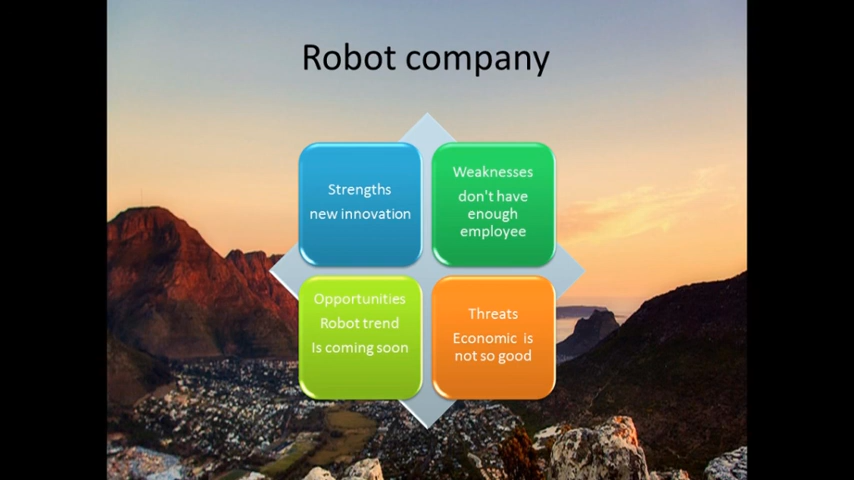 Robot company
Strengths
new innovation
Weaknesses
don't have
enough
employee
Opportunities
Robot trend
Is coming soon
Threats
Economic is
not so good